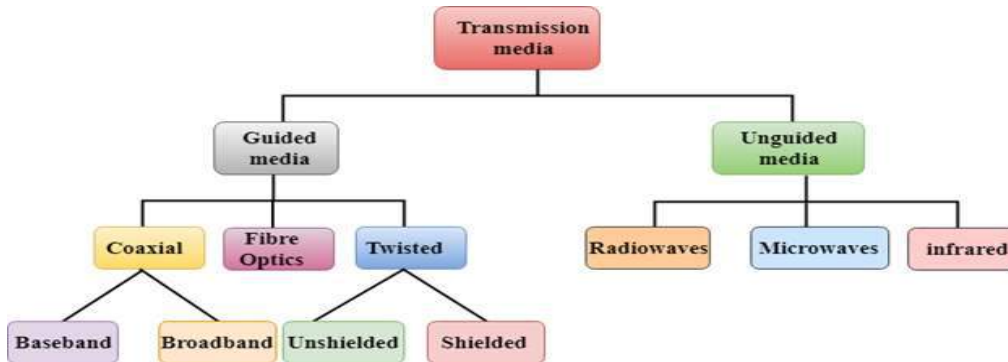 Transmission
media
Guided
media
Unguided
media
Coaxial
Fibre
Optics
Twisted
Radiowaves
Microwaves
infrared
Baseband
Broadband
Unshielded
Shielded